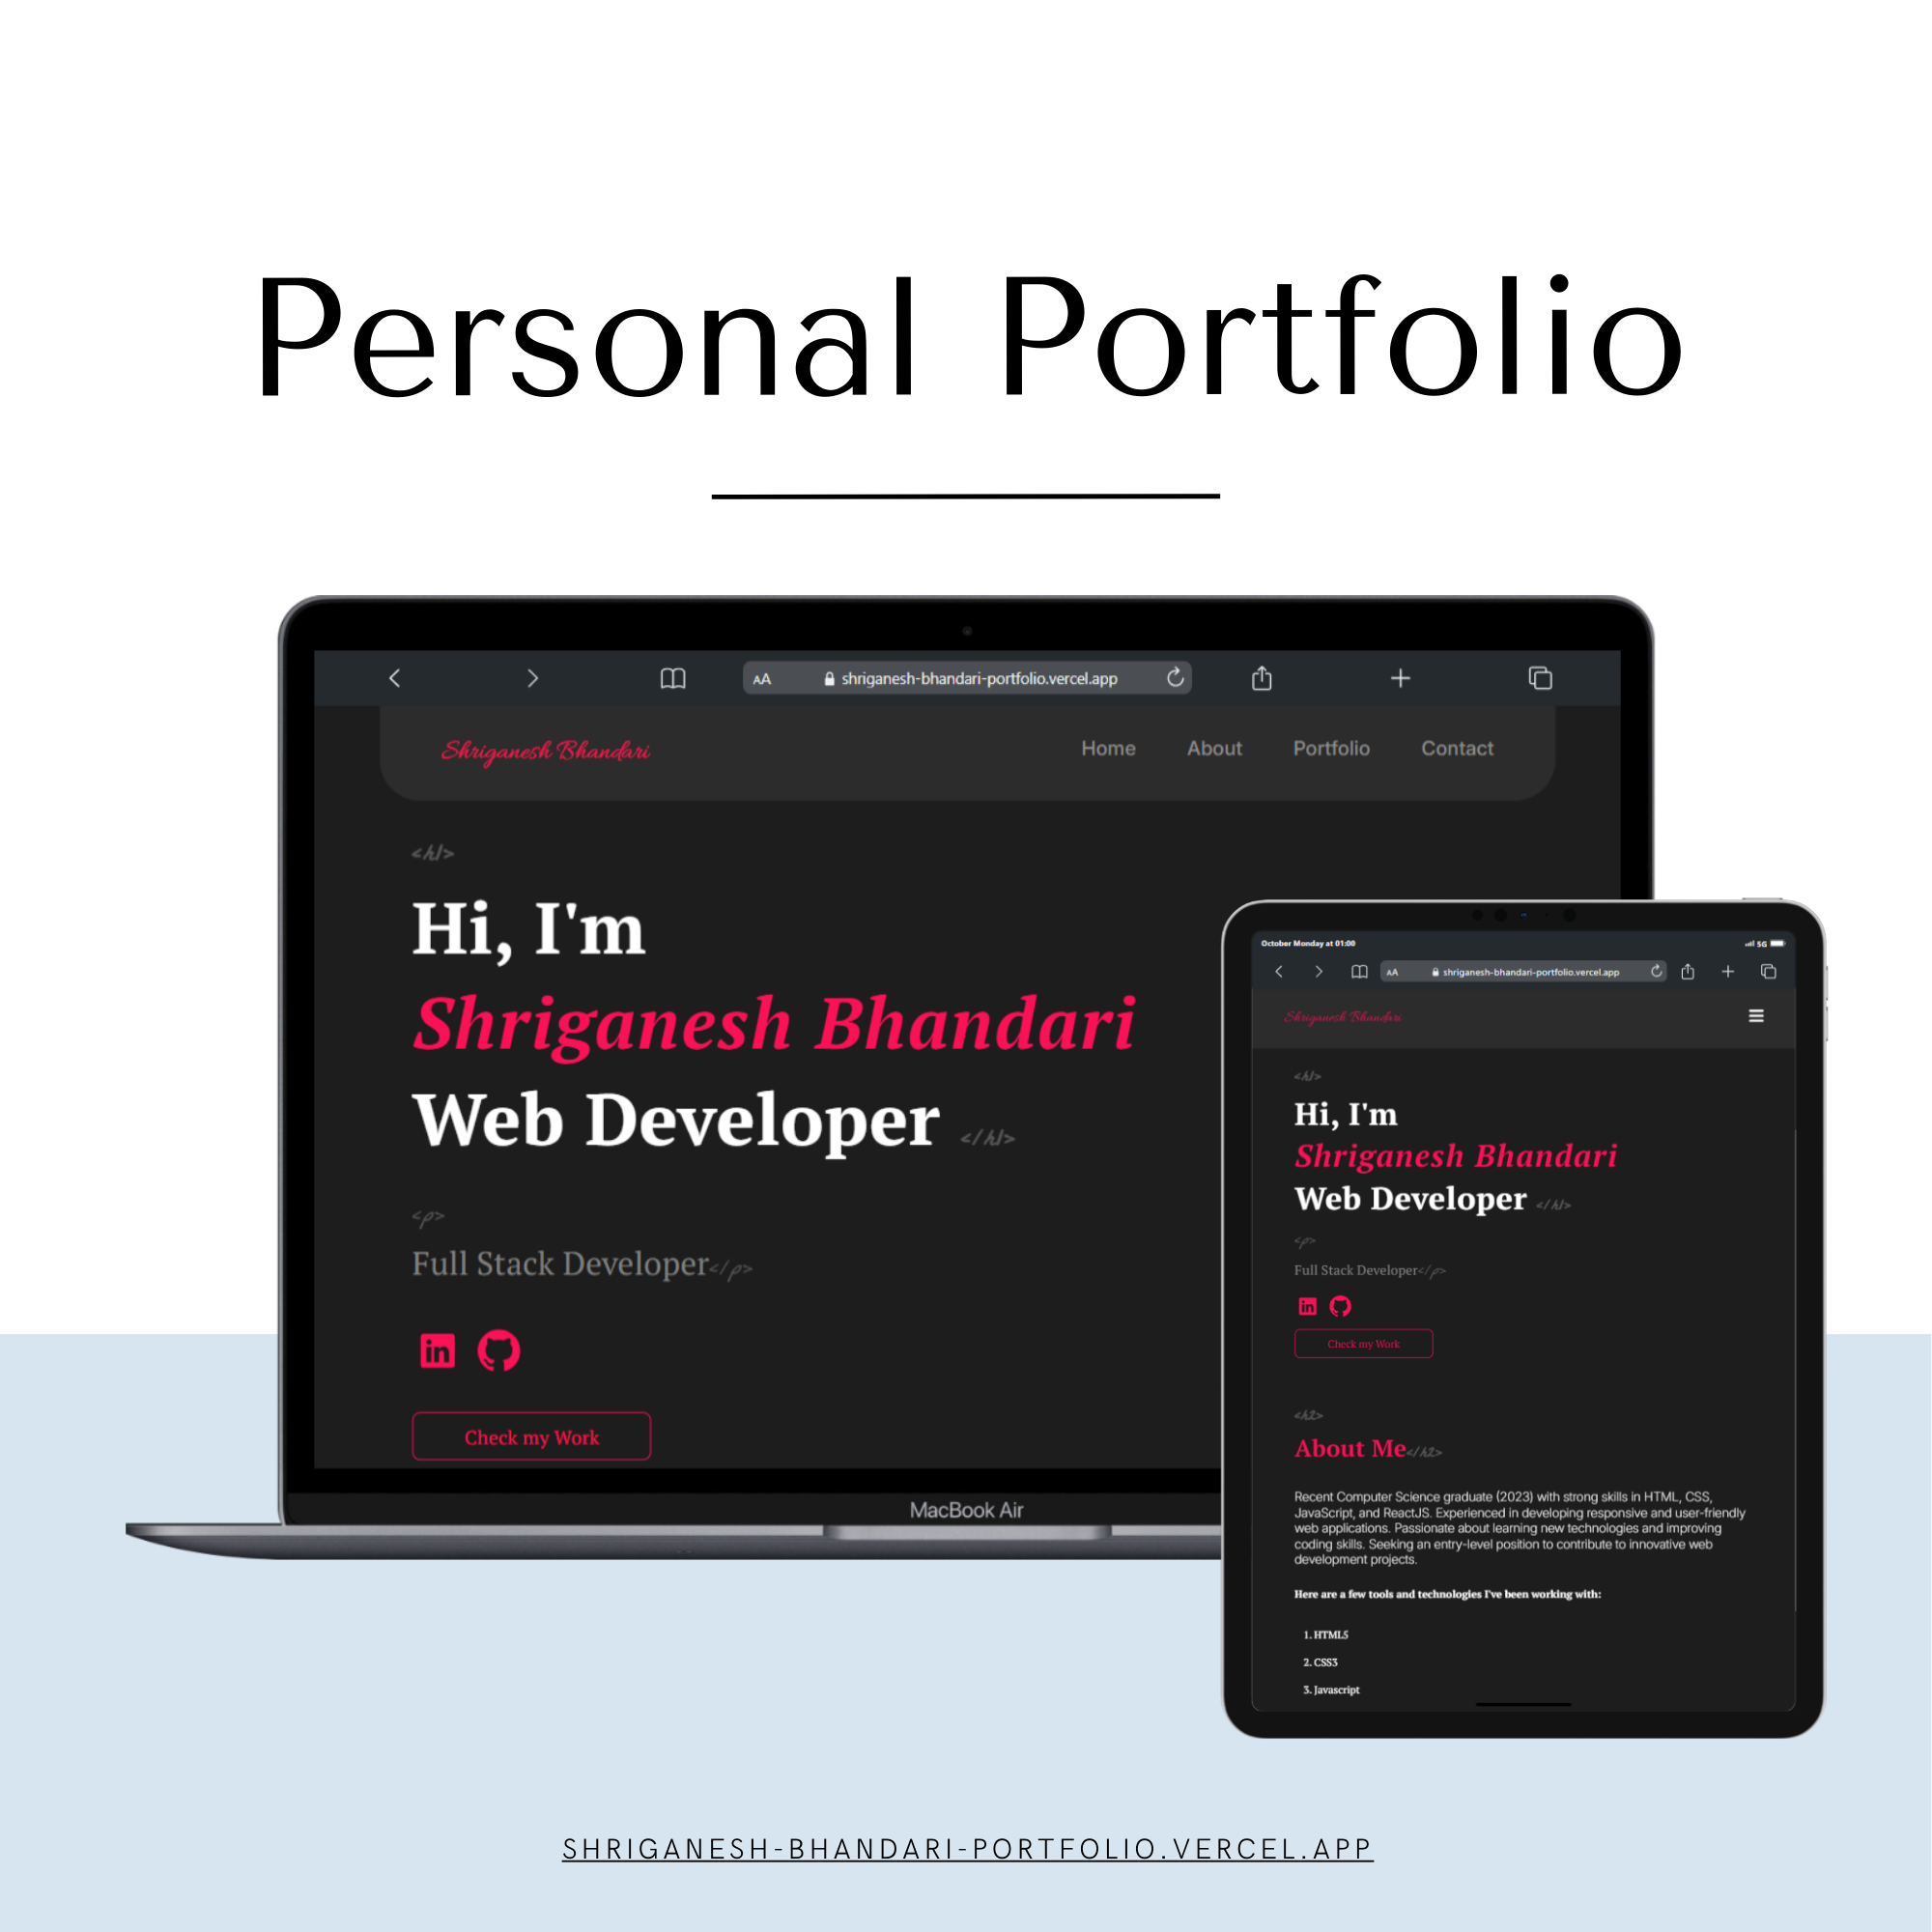 Personal Portfolio
AA shriganesh-bhandari-portfolio.vercel.app
Shriganesh Bhandari Home About Portfolio Contact
<h1>
Hi, I'm
Shriganesh Bhandari
Web Developer </h1>
<p>
Full Stack Developer</p>
in
Check my Work
MacBook Air
October Monday at 01:00 5G
AA shriganesh-bhandari-portfolio.vercel.app
Shriganesh Bhandari
<h1>
Hi, I'm
Shriganesh Bhandari
Web Developer </h1>
<p>
Full Stack Developer</p>
in
Check my Work
<h2>
About Me</h2>
Recent Computer Science graduate (2023) with strong skills in HTML, CSS,
JavaScript, and ReactJS. Experienced in developing responsive and user-friendly
web applications. Passionate about learning new technologies and improving
coding skills. Seeking an entry-level position to contribute to innovative web
development projects.
Here are a few tools and technologies I've been working with:
1. HTML5
2. CSS3
3. Javascript
SHRIGANESH-BHANDARI-PORTFOLIO.VERCEL.APP